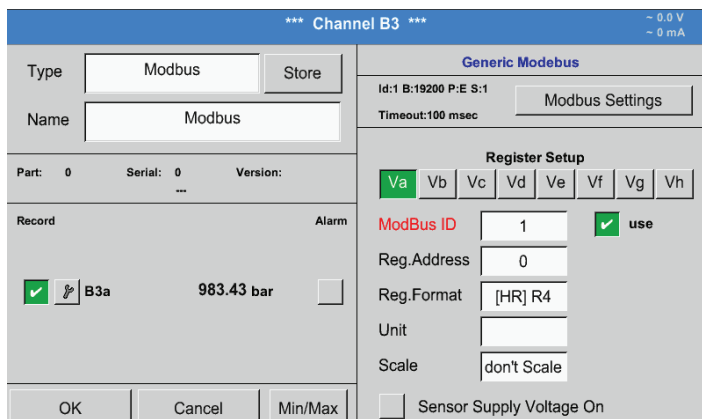 *** Channel B3 ***
~ 0.0 V
~ 0 mA
Type Modbus Store
Name Modbus
Part: 0 Serial: 0 Version:
---
Record Alarm
B3a 983.43 bar
OK Cancel Min/Max
Generic Modebus
Id:1 B:19200 P:E S:1
Timeout:100 msec
Modbus Settings
Register Setup
Va Vb Vc Vd Ve Vf Vg Vh
ModBus ID 1 use
Reg.Address 0
Reg.Format [HR] R4
Unit
Scale don't Scale
Sensor Supply Voltage On